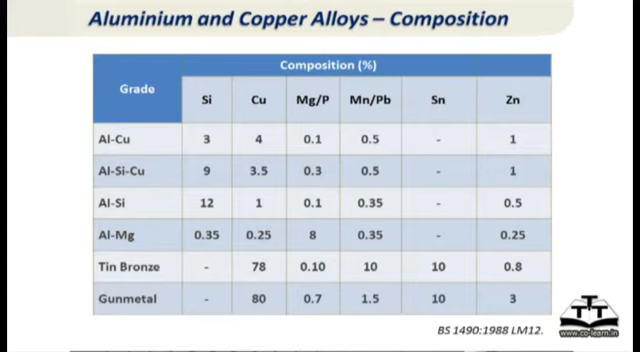 Aluminium and Copper Alloys – Composition
Grade Composition (%)
Si Cu Mg/P Mn/Pb Sn Zn
Al-Cu 3 4 0.1 0.5 - 1
Al-Si-Cu 9 3.5 0.3 0.5 - 1
Al-Si 12 1 0.1 0.35 - 0.5
Al-Mg 0.35 0.25 8 0.35 - 0.25
Tin Bronze - 78 0.10 10 10 0.8
Gunmetal - 80 0.7 1.5 10 3
BS 1490:1988 LM12.
TTT
www.co-learn.in